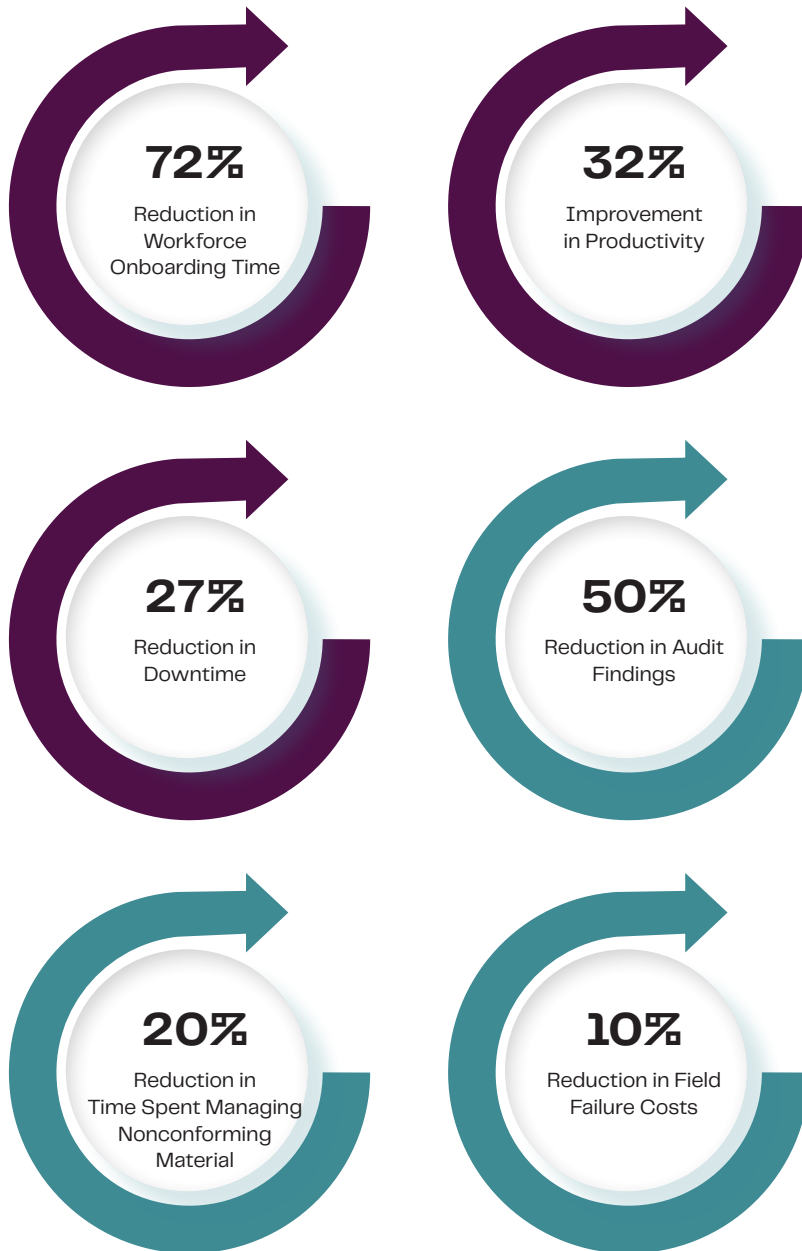 72%
Reduction in
Workforce
Onboarding Time
32%
Improvement
in Productivity
27%
Reduction in
Downtime
50%
Reduction in Audit
Findings
20%
Reduction in
Time Spent Managing
Nonconforming
Material
10%
Reduction in Field
Failure Costs